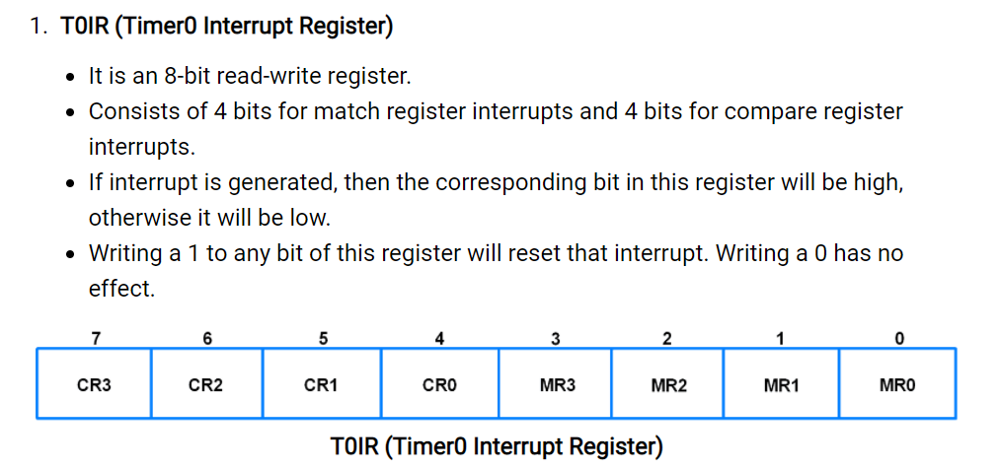 1. T0IR (Timer0 Interrupt Register)
• It is an 8-bit read-write register.
• Consists of 4 bits for match register interrupts and 4 bits for compare register
interrupts.
• If interrupt is generated, then the corresponding bit in this register will be high,
otherwise it will be low.
• Writing a 1 to any bit of this register will reset that interrupt. Writing a 0 has no
effect.
7 6 5 4 3 2 1 0
CR3 CR2 CR1 CR0 MR3 MR2 MR1 MR0
T0IR (Timer0 Interrupt Register)